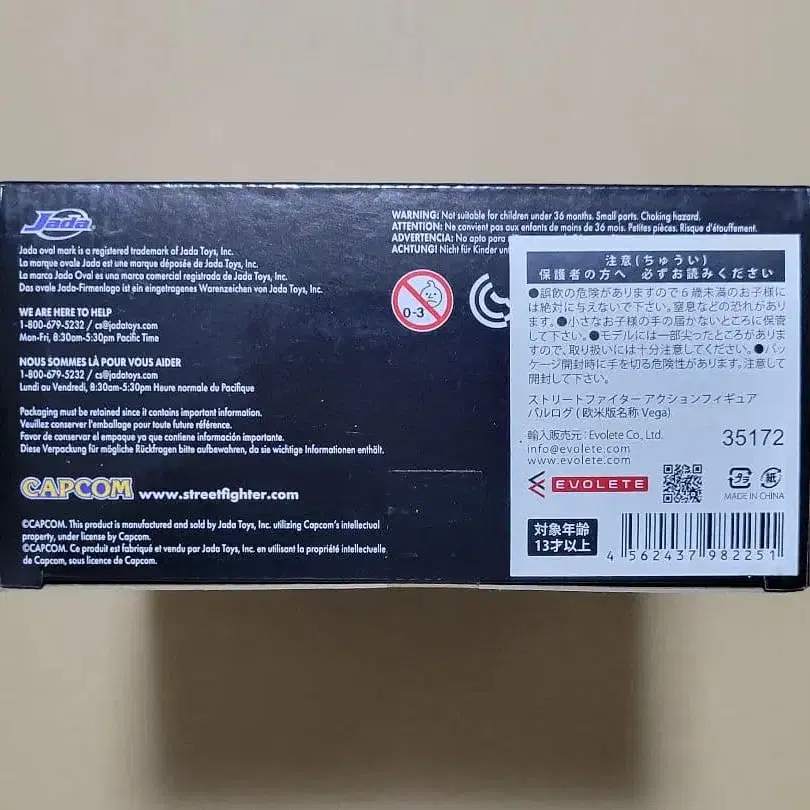 Jada
Jada oval mark is a registered trademark of Jada Toys, Inc.
La marque ovale Jada est une marque déposée de Jada Toys, Inc.
La marca Jada Oval es una marca comercial registrada de Jada Toys, Inc.
Das ovale Jada-Firmenlogo ist ein eingetragenes Warenzeichen von Jada Toys, Inc.
WE ARE HERE TO HELP
1-800-679-5232 / cs@jadatoys.com
Mon-Fri, 8:30am-5:30pm Pacific Time
NOUS SOMMES LÀ POUR VOUS AIDER
1-800-679-5232 / cs@jadatoys.com
Lundi au Vendredi, 8:30am-5:30pm Heure normale du Pacifique
Packaging must be retained since it contains important information.
Veuillez conserver l'emballage pour toute future référence.
Favor de conservar el empaque ya que contiene información importante.
Diese Verpackung für mögliche Rückfragen bitte aufbewahren, da sie wichtige Informationen enthält.
CAPCOM www.streetfighter.com
©CAPCOM. This product is manufactured and sold by Jada Toys, Inc. utilizing Capcom's intellectual
property, under license by Capcom.
©CAPCOM. Ce produit est fabriqué et vendu par Jada Toys, Inc. en utilisant la propriété intellectuelle
de Capcom, sous licence de Capcom.
WARNING: Not suitable for children under 36 months. Small parts. Choking hazard.
ATTENTION: Ne convient pas aux enfants de moins de 36 mois. Petites pièces. Risque d'étouffement.
ADVERTENCIA: No apto para
ACHTUNG! Nicht für Kinder
0-3
注意(ちゅうい)
保護者の方へ 必ずお読みください
●誤飲の危険がありますので6歳未満のお子様に
は絶対に与えないで下さい。窒息などの恐れがあり
ます。●小さなお子様の手の届かないところに保管
して下さい。●モデルには一部尖ったところがありま
すので、取り扱いには十分注意してください。●パッ
ケージ開封時に手を切る危険性があります。注意して
開封して下さい。
ストリートファイター アクションフィギュア
バルログ(欧米版名称 Vega)
輸入販売元:Evolete Co., Ltd.
info@evolete.com
www.evolete.com
35172
EVOLETE
プラ
紙
MADE IN CHINA
対象年齢
13才以上
4 562437 982251